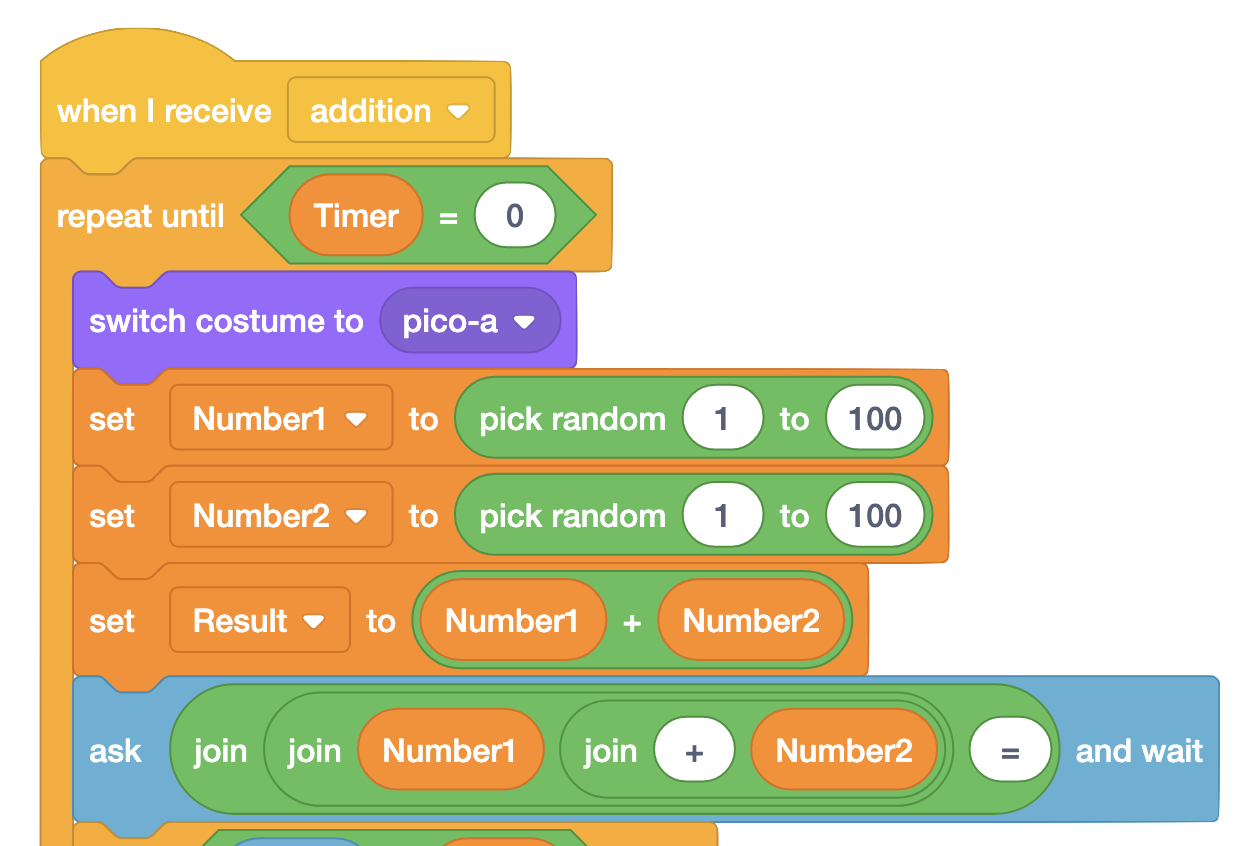 when I receive addition
repeat until Timer = 0
switch costume to pico-a
set Number1 to pick random 1 to 100
set Number2 to pick random 1 to 100
set Result to Number1 + Number2
ask join join Number1 join + Number2 = and wait